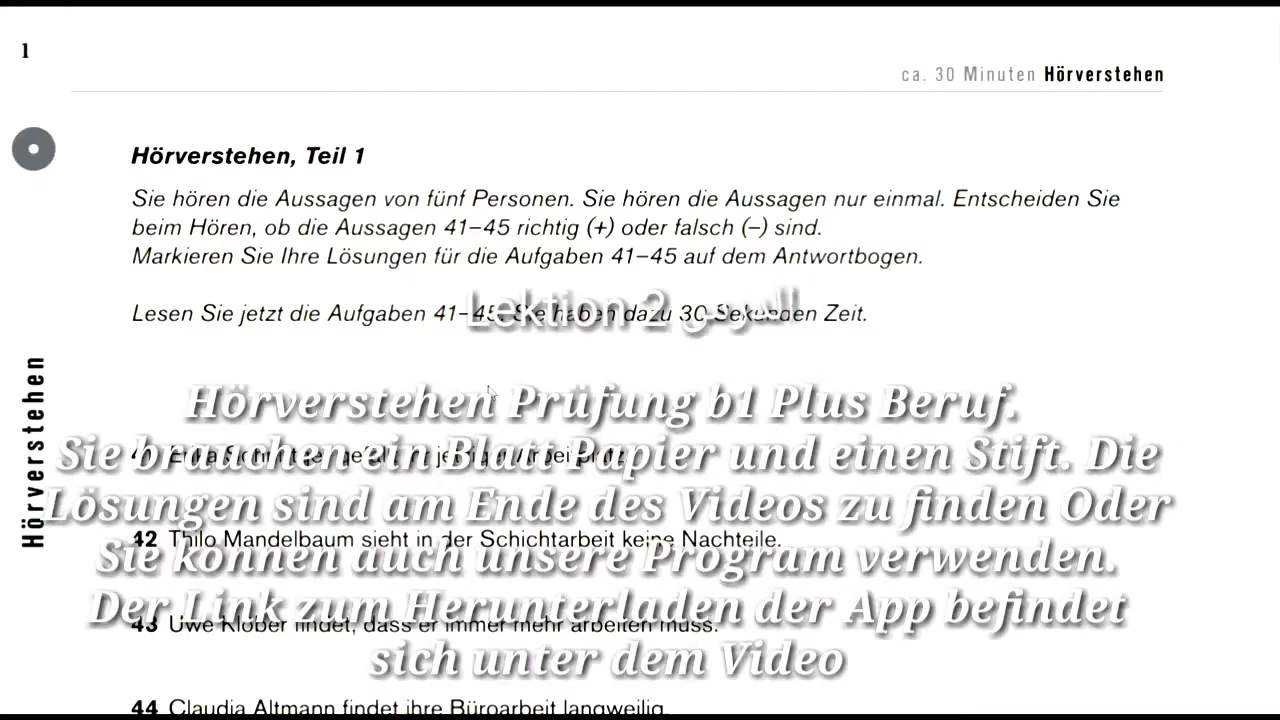 1
ca. 30 Minuten Hörverstehen
Hörverstehen, Teil 1
Sie hören die Aussagen von fünf Personen. Sie hören die Aussagen nur einmal. Entscheiden Sie
beim Hören, ob die Aussagen 41–45 richtig (+) oder falsch (–) sind.
Markieren Sie Ihre Lösungen für die Aufgaben 41–45 auf dem Antwortbogen.
Lesen Sie jetzt die Aufgaben 41–45. Sie haben dazu 30 Sekunden Zeit.
Lektion 2 الدرس
Hörverstehen
Hörverstehen Prüfung b1 Plus Beruf.
Sie brauchen ein Blatt Papier und einen Stift. Die
Lösungen sind am Ende des Videos zu finden Oder
Sie können auch unsere Program verwenden.
Der Link zum Herunterladen der App befindet
sich unter dem Video
42 Thilo Mandelbaum sieht in der Schichtarbeit keine Nachteile.
43 Uwe Klober findet, dass er immer mehr arbeiten muss.
44 Claudia Altmann findet ihre Büroarbeit langweilig.